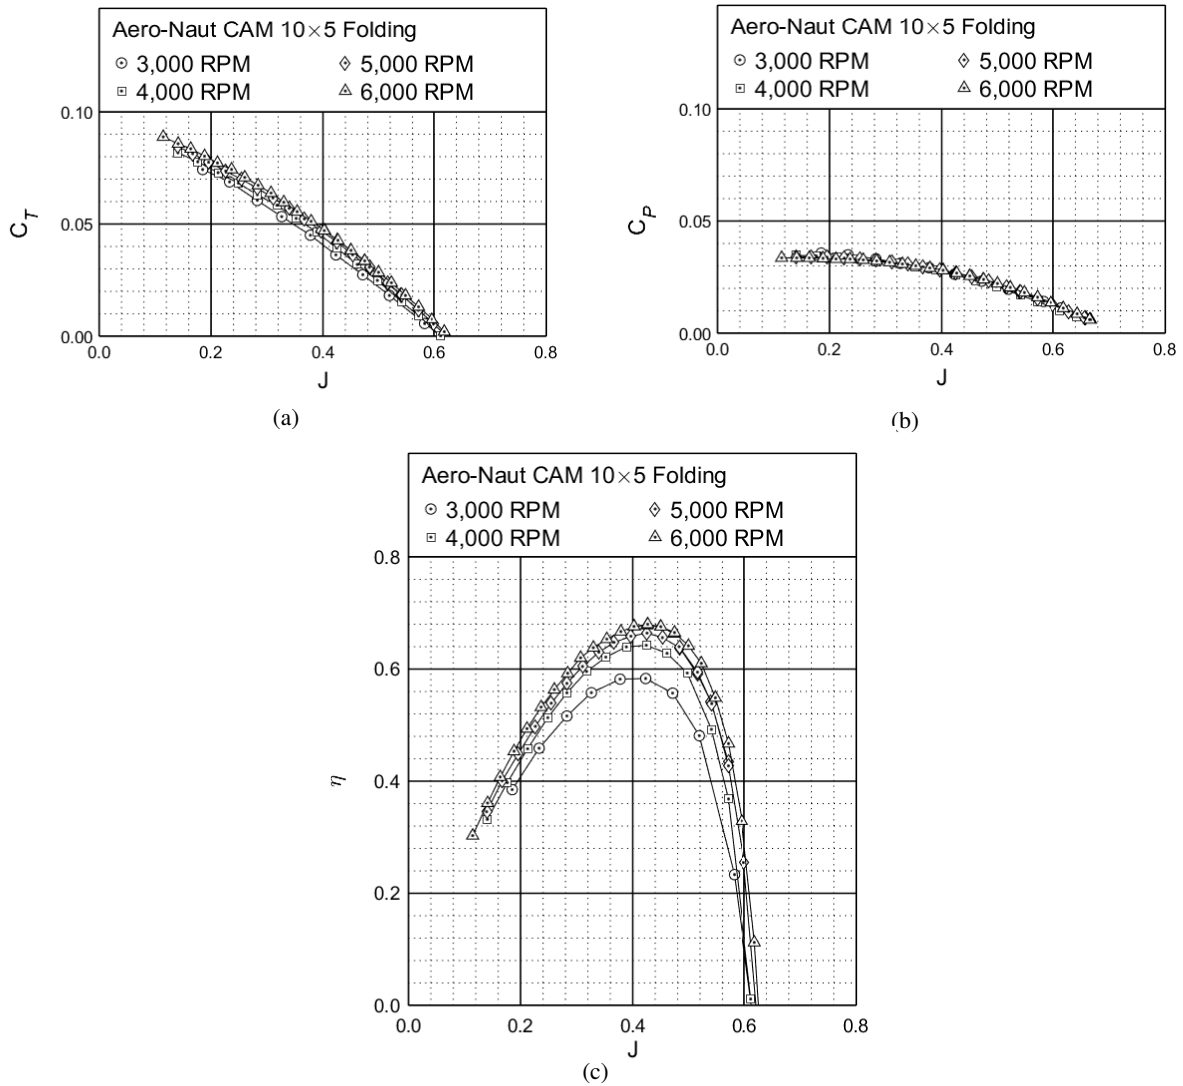 Aero-Naut CAM 10×5 Folding
3,000 RPM 5,000 RPM
4,000 RPM 6,000 RPM
0.10
0.05
0.00
C_T
0.0 0.2 0.4 0.6 0.8
J
(a)
Aero-Naut CAM 10×5 Folding
3,000 RPM 5,000 RPM
4,000 RPM 6,000 RPM
0.10
0.05
0.00
C_P
0.0 0.2 0.4 0.6 0.8
J
(b)
Aero-Naut CAM 10×5 Folding
3,000 RPM 5,000 RPM
4,000 RPM 6,000 RPM
0.8
0.6
0.4
0.2
0.0
η
0.0 0.2 0.4 0.6 0.8
J
(c)